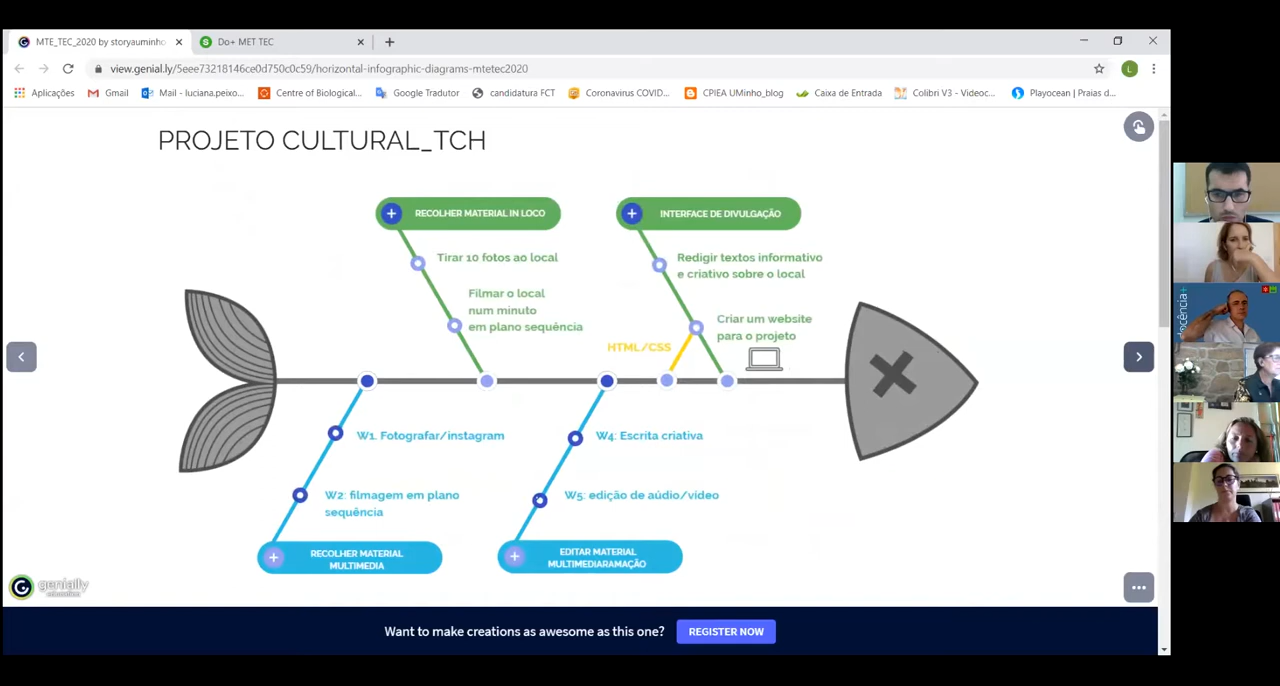 MTE_TEC_2020 by storyauminho
Do+ MET TEC
view.genial.ly/5eee73218146ce0d750c0c59/horizontal-infographic-diagrams-mtetec2020
L
Aplicações
Gmail
Mail - luciana.peixo...
Centre of Biological...
Google Tradutor
candidatura FCT
Coronavirus COVID...
CPIEA UMinho_blog
Caixa de Entrada
Colibri V3 - Videoc...
Playocean | Praias d...
PROJETO CULTURAL_TCH
RECOLHER MATERIAL IN LOCO
INTERFACE DE DIVULGAÇÃO
Tirar 10 fotos ao local
Redigir textos informativo
e criativo sobre o local
Filmar o local
num minuto
em plano sequência
Criar um website
para o projeto
HTML/CSS
W1. Fotografar/instagram
W4: Escrita criativa
W2: filmagem em plano
sequência
W5: edição de aúdio/vídeo
RECOLHER MATERIAL
MULTIMEDIA
EDITAR MATERIAL
MULTIMEDIARAMAÇÃO
genially
Want to make creations as awesome as this one?
REGISTER NOW
docência+